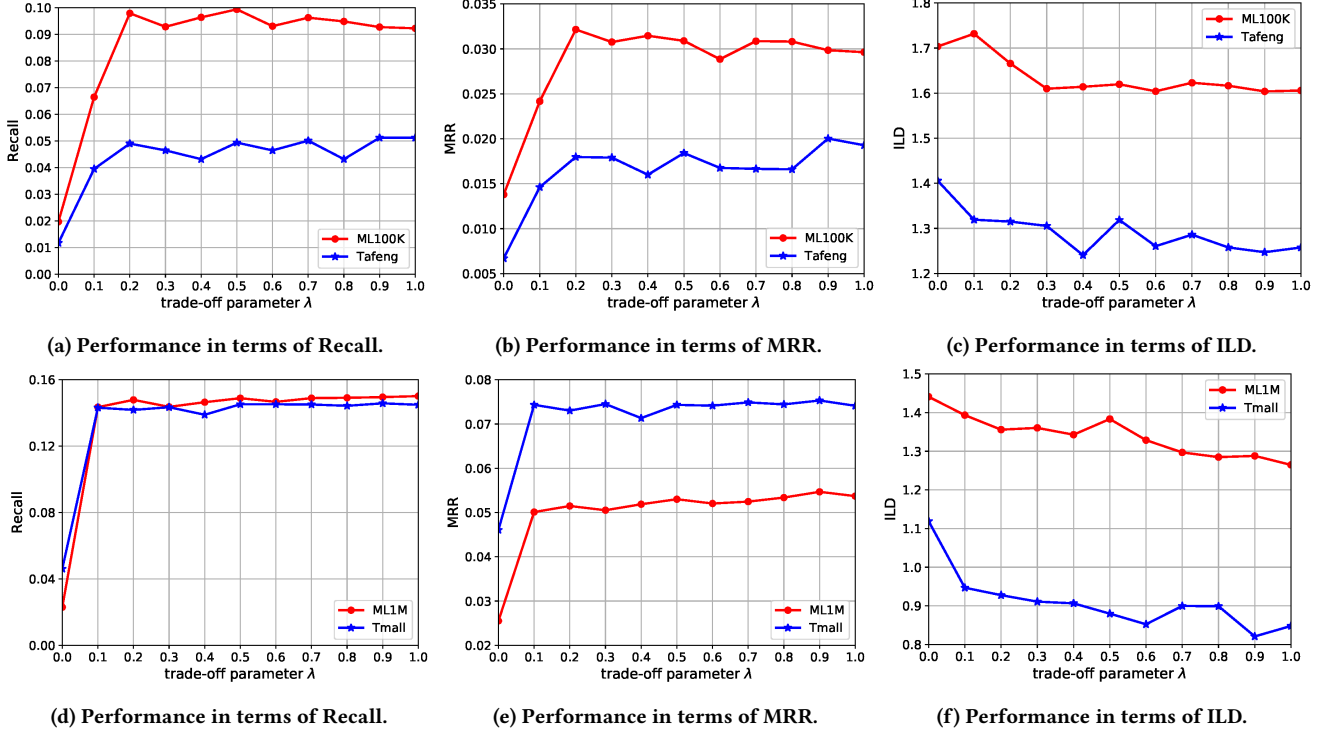 0.10
0.09
0.08
0.07
0.06
0.05
0.04
0.03
0.02
0.01
0.00
Recall
ML100K
Tafeng
0.0 0.1 0.2 0.3 0.4 0.5 0.6 0.7 0.8 0.9 1.0
trade-off parameter λ
(a) Performance in terms of Recall.
0.035
0.030
0.025
0.020
0.015
0.010
0.005
MRR
ML100K
Tafeng
0.0 0.1 0.2 0.3 0.4 0.5 0.6 0.7 0.8 0.9 1.0
trade-off parameter λ
(b) Performance in terms of MRR.
1.8
1.7
1.6
1.5
1.4
1.3
1.2
ILD
ML100K
Tafeng
0.0 0.1 0.2 0.3 0.4 0.5 0.6 0.7 0.8 0.9 1.0
trade-off parameter λ
(c) Performance in terms of ILD.
0.16
0.12
0.08
0.04
0.00
Recall
ML1M
Tmall
0.0 0.1 0.2 0.3 0.4 0.5 0.6 0.7 0.8 0.9 1.0
trade-off parameter λ
(d) Performance in terms of Recall.
0.08
0.07
0.06
0.05
0.04
0.03
0.02
MRR
ML1M
Tmall
0.0 0.1 0.2 0.3 0.4 0.5 0.6 0.7 0.8 0.9 1.0
trade-off parameter λ
(e) Performance in terms of MRR.
1.5
1.4
1.3
1.2
1.1
1.0
0.9
0.8
ILD
ML1M
Tmall
0.0 0.1 0.2 0.3 0.4 0.5 0.6 0.7 0.8 0.9 1.0
trade-off parameter λ
(f) Performance in terms of ILD.